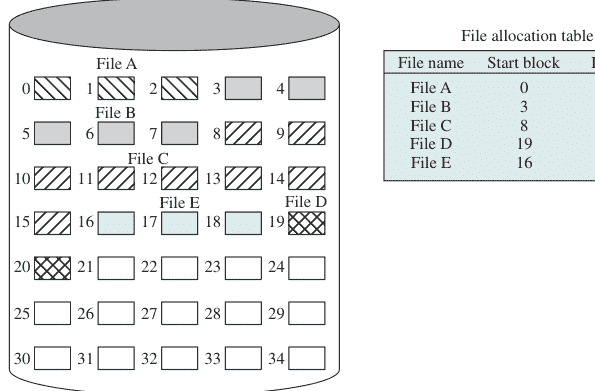 File A
0 1 2 3 4
File B
5 6 7 8 9
File C
10 11 12 13 14
File E File D
15 16 17 18 19
20 21 22 23 24
25 26 27 28 29
30 31 32 33 34
File allocation table
File name Start block
File A 0
File B 3
File C 8
File D 19
File E 16